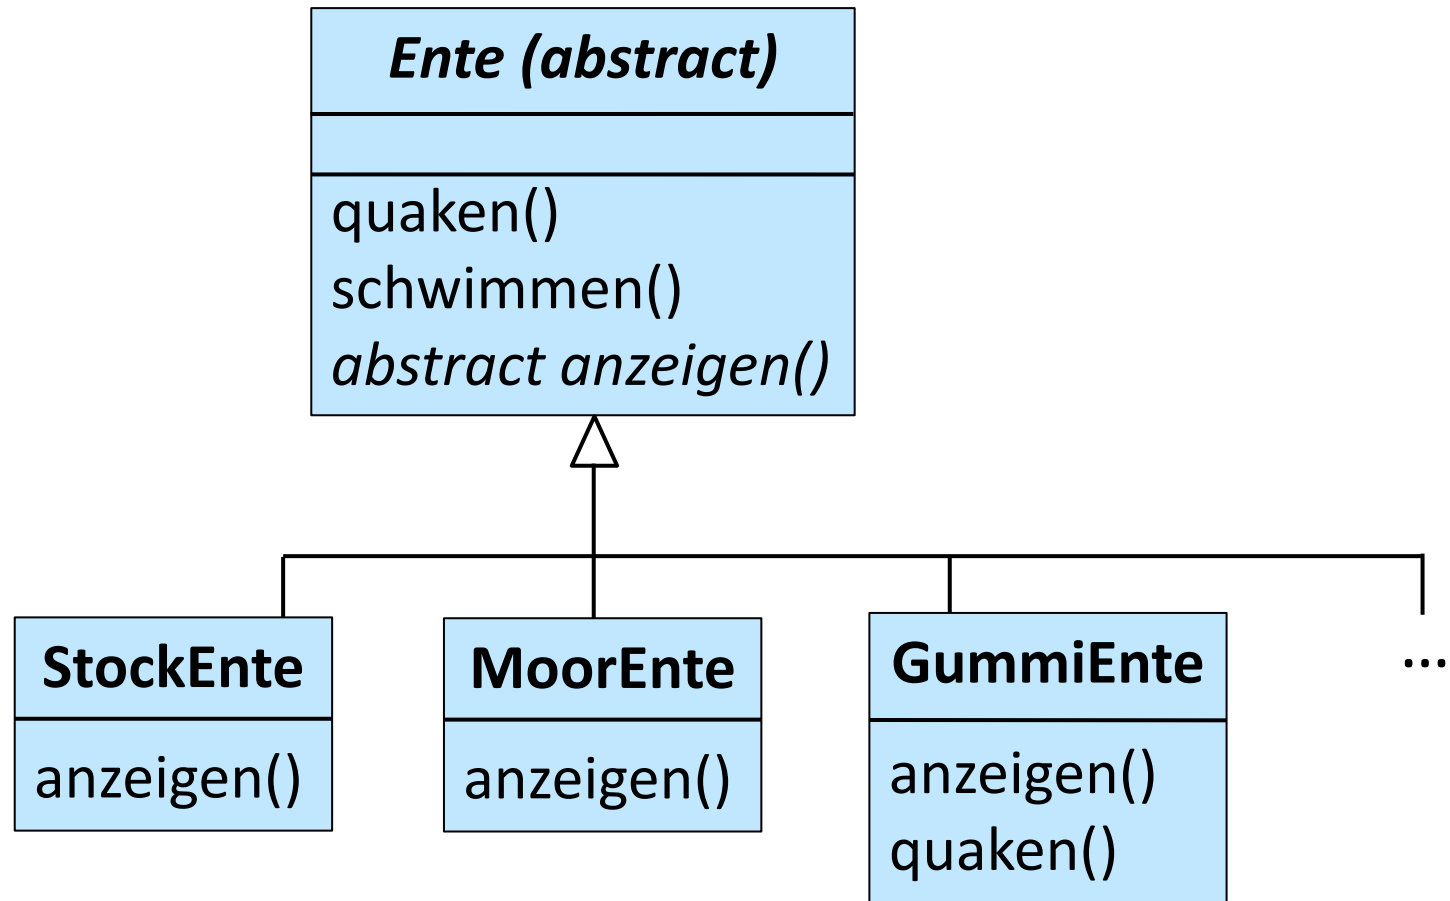 Ente (abstract)
quaken()
schwimmen()
abstract anzeigen()
StockEnte
anzeigen()
MoorEnte
anzeigen()
GummiEnte
anzeigen()
quaken()
...